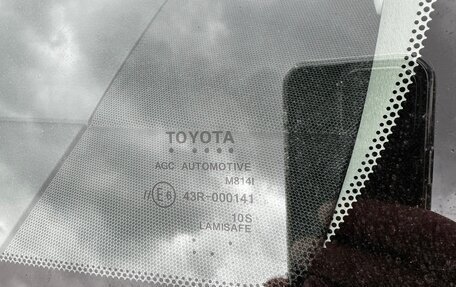 TOYOTA
AGC AUTOMOTIVE
M814I
//E6 43R-000141
10S
LAMISAFE